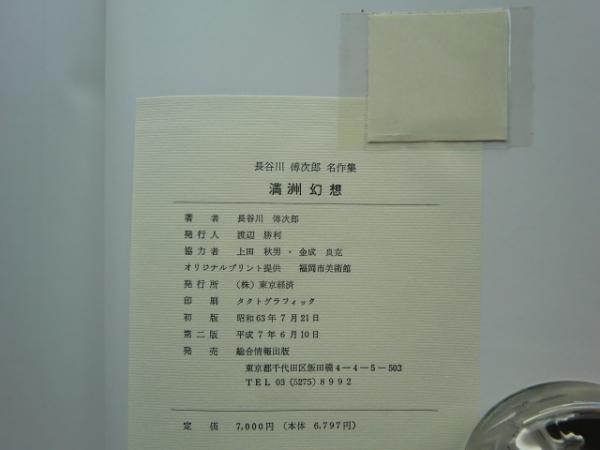 長谷川 傳次郎 名作集
満洲幻想
著者 長谷川 傳次郎
発行人 渡辺 勝利
協力者 上田 秋男・金成 良克
オリジナルプリント提供 福岡市美術館
発行所 (株)東京経済
印刷 タクトグラフィック
初版 昭和63年7月21日
第二版 平成7年6月10日
発売 総合情報出版
東京都千代田区飯田橋4-4-5-503
TEL 03(5275)8992
定価 7,000円(本体 6,797円)